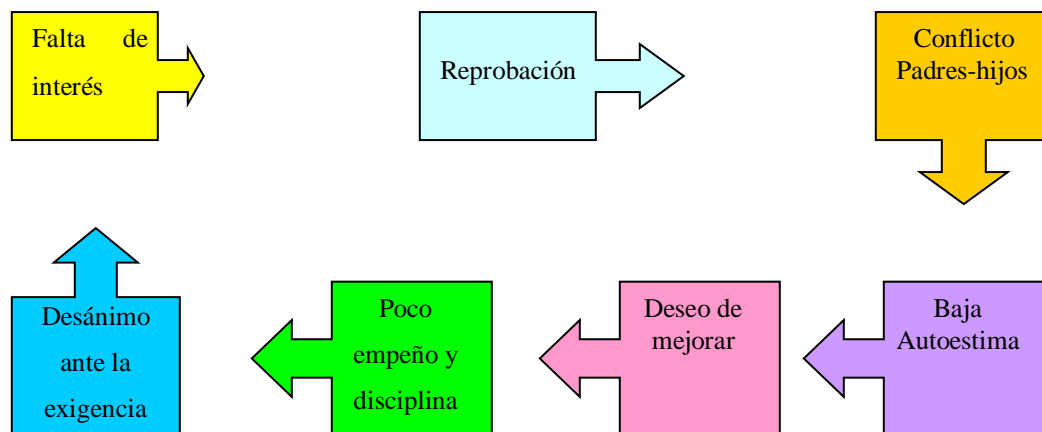 Falta de
interés
Reprobación
Conflicto
Padres-hijos
Baja
Autoestima
Deseo de
mejorar
Poco
empeño y
disciplina
Desánimo
ante la
exigencia